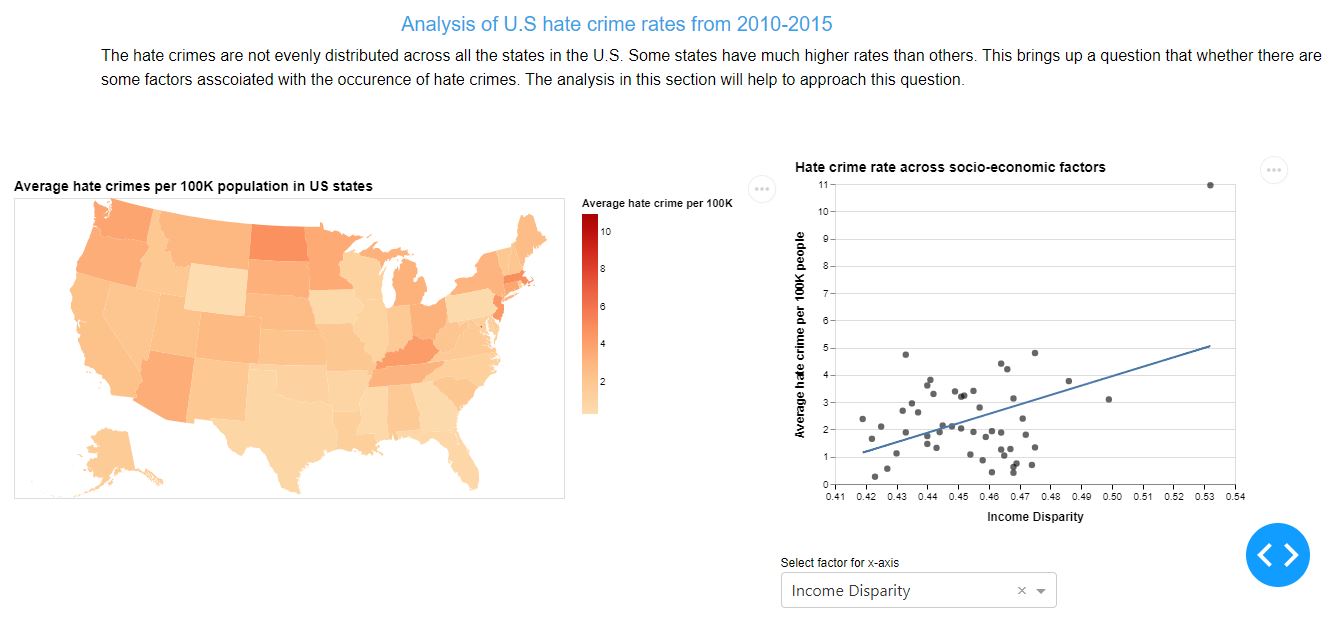 Analysis of U.S hate crime rates from 2010-2015
The hate crimes are not evenly distributed across all the states in the U.S. Some states have much higher rates than others. This brings up a question that whether there are
some factors asscoiated with the occurence of hate crimes. The analysis in this section will help to approach this question.
Average hate crimes per 100K population in US states
Average hate crime per 100K
10
8
6
4
2
Hate crime rate across socio-economic factors
Average hate crime per 100K people
11
10
9
8
7
6
5
4
3
2
1
0
0.41 0.42 0.43 0.44 0.45 0.46 0.47 0.48 0.49 0.50 0.51 0.52 0.53 0.54
Income Disparity
Select factor for x-axis
Income Disparity